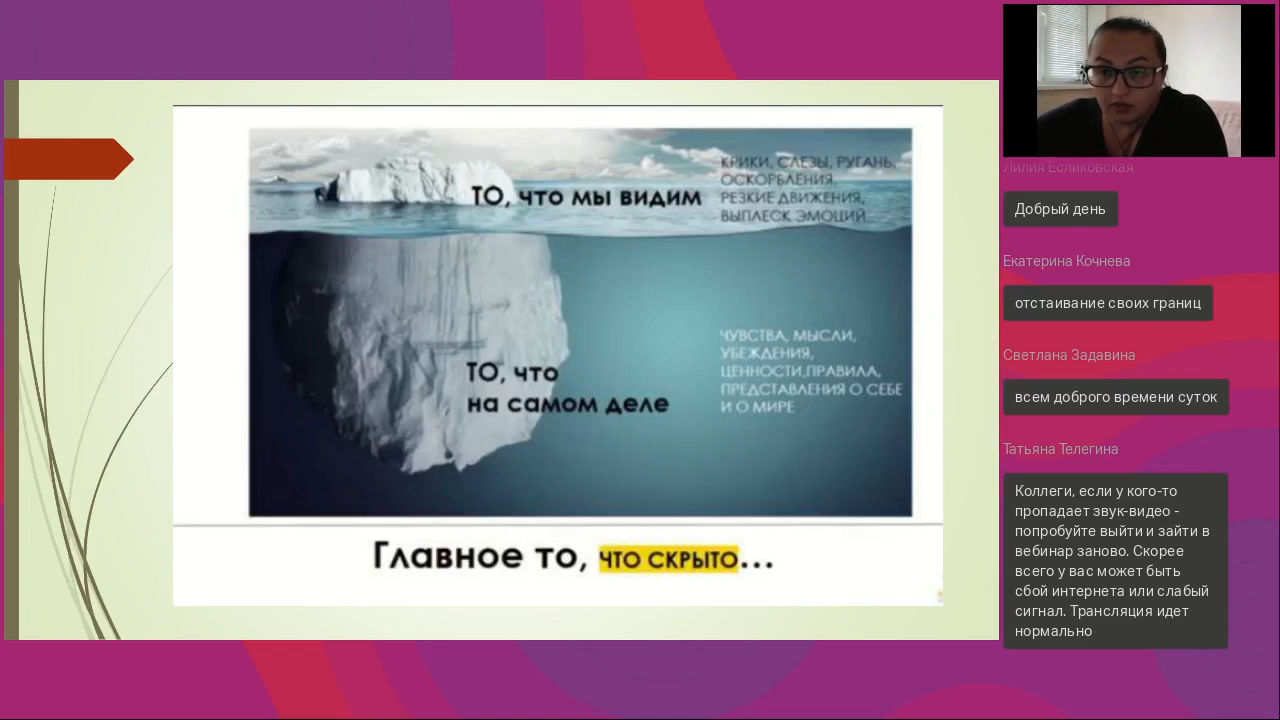 ТО, что мы видим
КРИКИ, СЛЕЗЫ, РУГАНЬ,
ОСКОРБЛЕНИЯ,
РЕЗКИЕ ДВИЖЕНИЯ,
ВЫПЛЕСК ЭМОЦИЙ
ТО, что
на самом деле
ЧУВСТВА, МЫСЛИ,
УБЕЖДЕНИЯ,
ЦЕННОСТИ,ПРАВИЛА,
ПРЕДСТАВЛЕНИЯ О СЕБЕ
И О МИРЕ
Главное то, что скрыто...
Лилия Есликовская
Добрый день
Екатерина Кочнева
отстаивание своих границ
Светлана Задавина
всем доброго времени суток
Татьяна Телегина
Коллеги, если у кого-то
пропадает звук-видео -
попробуйте выйти и зайти в
вебинар заново. Скорее
всего у вас может быть
сбой интернета или слабый
сигнал. Трансляция идет
нормально